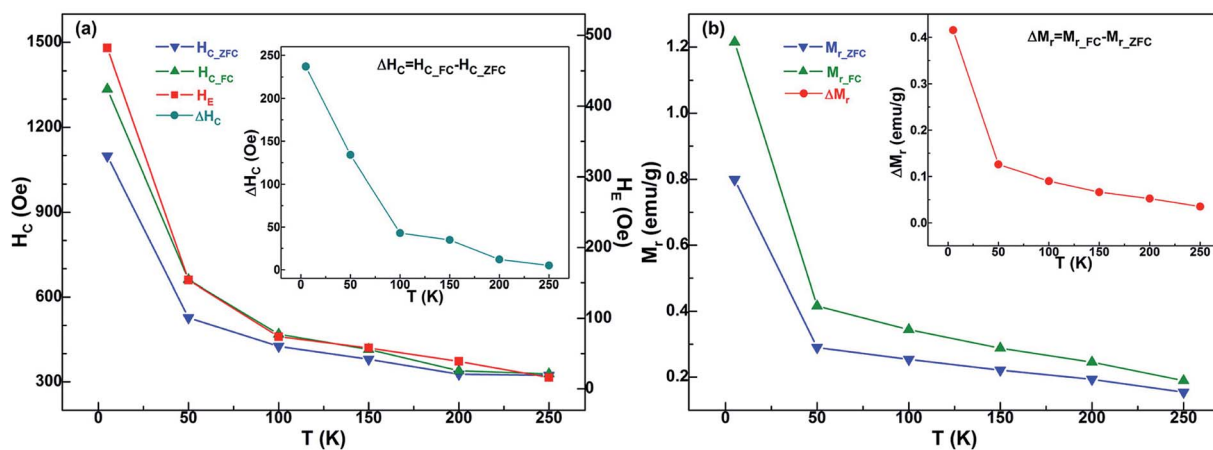 (a)
H_C_ZFC
H_C_FC
H_E
ΔH_C
1500
1200
900
600
300
H_C (Oe)
0
50
100
150
200
250
T (K)
500
400
300
200
100
0
H_E (Oe)
ΔH_C=H_C_FC-H_C_ZFC
250
200
150
100
50
0
ΔH_C (Oe)
0
50
100
150
200
250
T (K)
(b)
M_r_ZFC
M_r_FC
ΔM_r
1.2
1.0
0.8
0.6
0.4
0.2
M_r (emu/g)
0
50
100
150
200
250
T (K)
ΔM_r=M_r_FC-M_r_ZFC
0.4
0.3
0.2
0.1
0.0
ΔM_r (emu/g)
0
50
100
150
200
250
T (K)